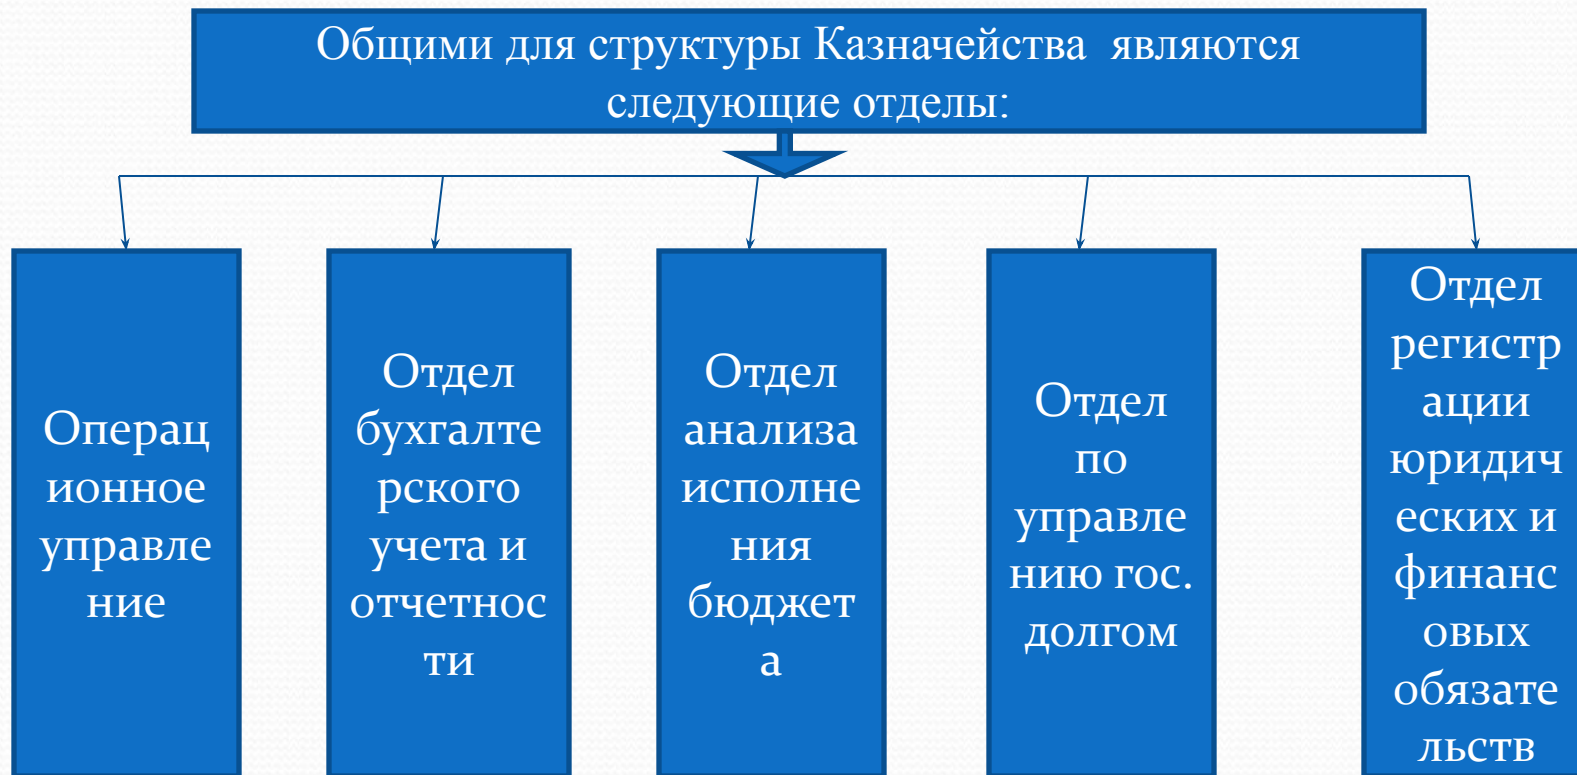 Общими для структуры Казначейства являются
следующие отделы:
Операц
ионное
управле
ние
Отдел
бухгалте
рского
учета и
отчетнос
ти
Отдел
анализа
исполне
ния
бюджет
а
Отдел
по
управле
нию гос.
долгом
Отдел
регистр
ации
юридич
еских и
финанс
овых
обязате
льств